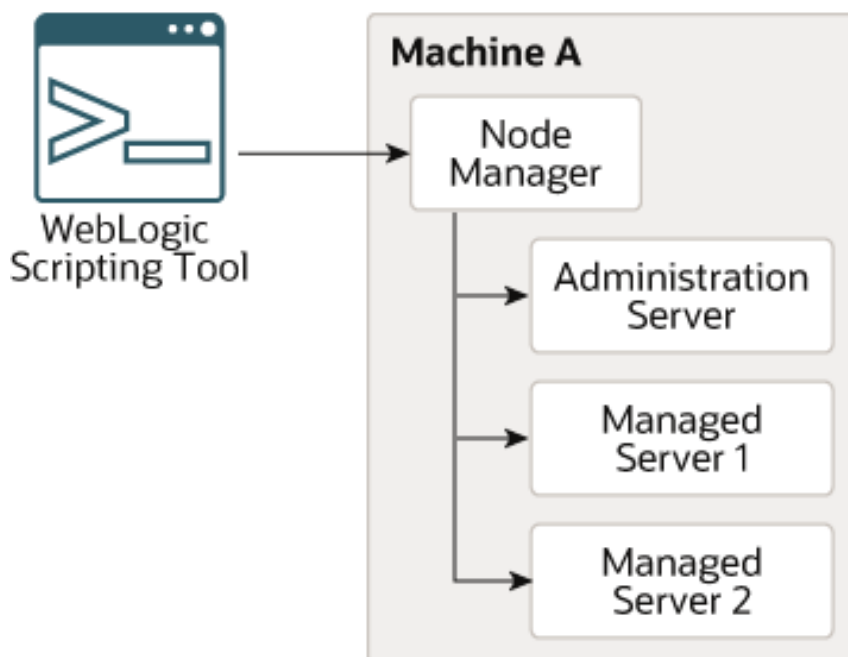 Machine A
Node
Manager
WebLogic
Scripting Tool
Administration
Server
Managed
Server 1
Managed
Server 2